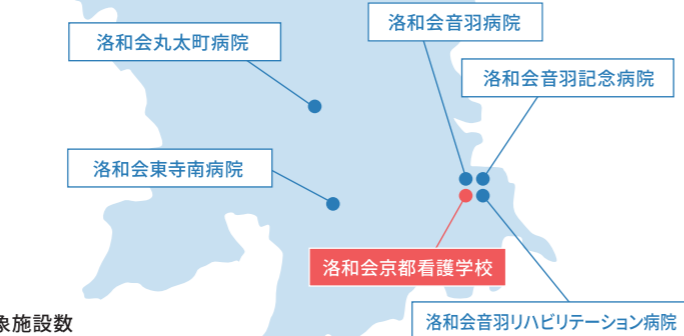 洛和会音羽病院
洛和会丸太町病院
洛和会音羽記念病院
洛和会東寺南病院
洛和会京都看護学校
洛和会音羽リハビリテーション病院
象施設数